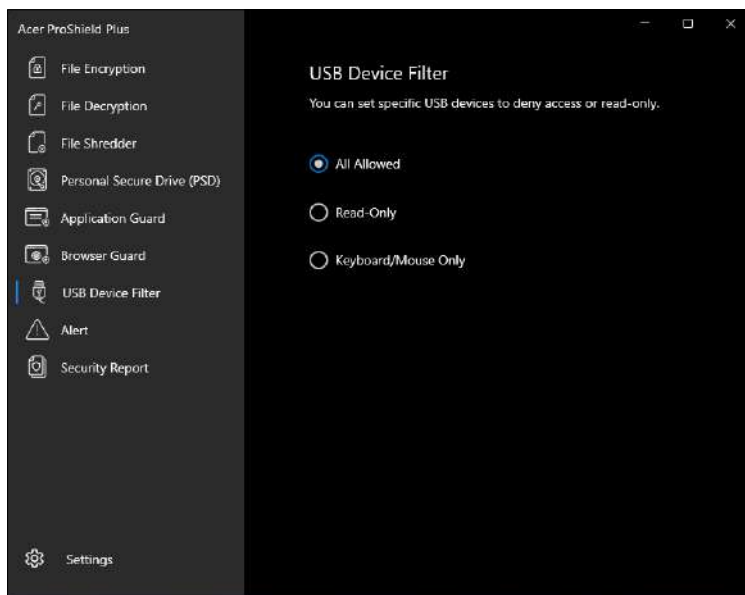 Acer ProShield Plus
File Encryption
File Decryption
File Shredder
Personal Secure Drive (PSD)
Application Guard
Browser Guard
USB Device Filter
Alert
Security Report
Settings
USB Device Filter
You can set specific USB devices to deny access or read-only.
All Allowed
Read-Only
Keyboard/Mouse Only